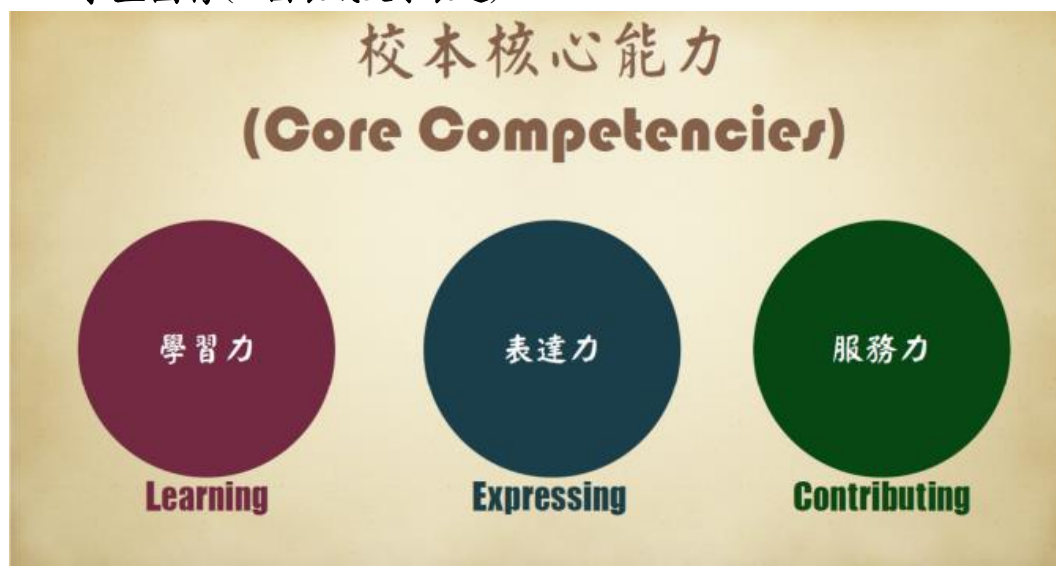 校本核心能力
(Core Competencies)
學習力
表達力
服務力
Learning
Expressing
Contributing